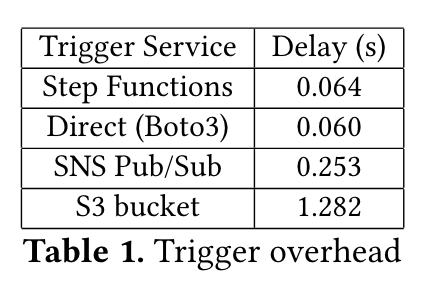 Trigger Service Delay (s)
Step Functions 0.064
Direct (Boto3) 0.060
SNS Pub/Sub 0.253
S3 bucket 1.282
Table 1. Trigger overhead